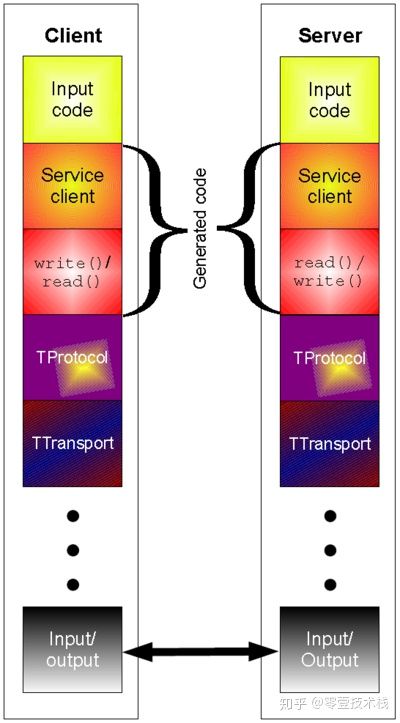 Client
Input
code
Service
client
write()/
read()
TProtocol
TTransport
Input/
output
Generated code
Server
Input
code
Service
client
read()/
write()
TProtocol
TTransport
Input/
Output
知乎 @零壹技术栈